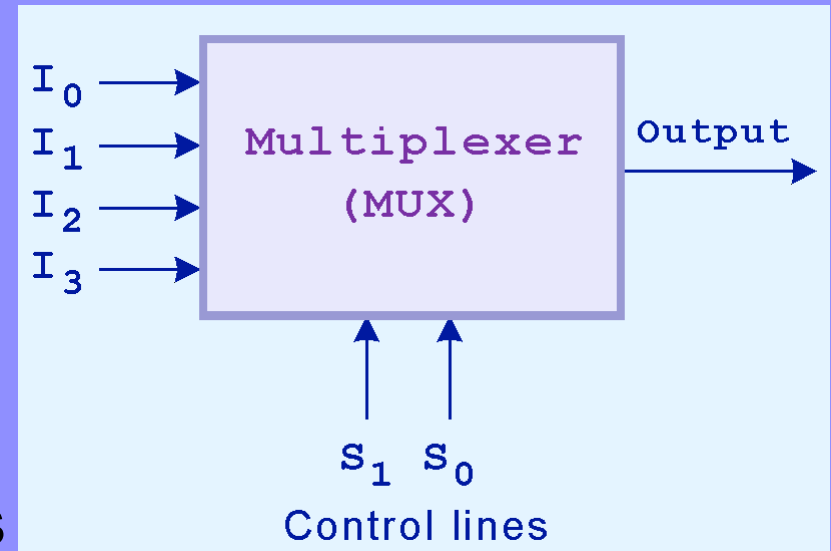 I0
I1
I2
I3
Multiplexer
(MUX)
Output
S1 S0
Control lines
s